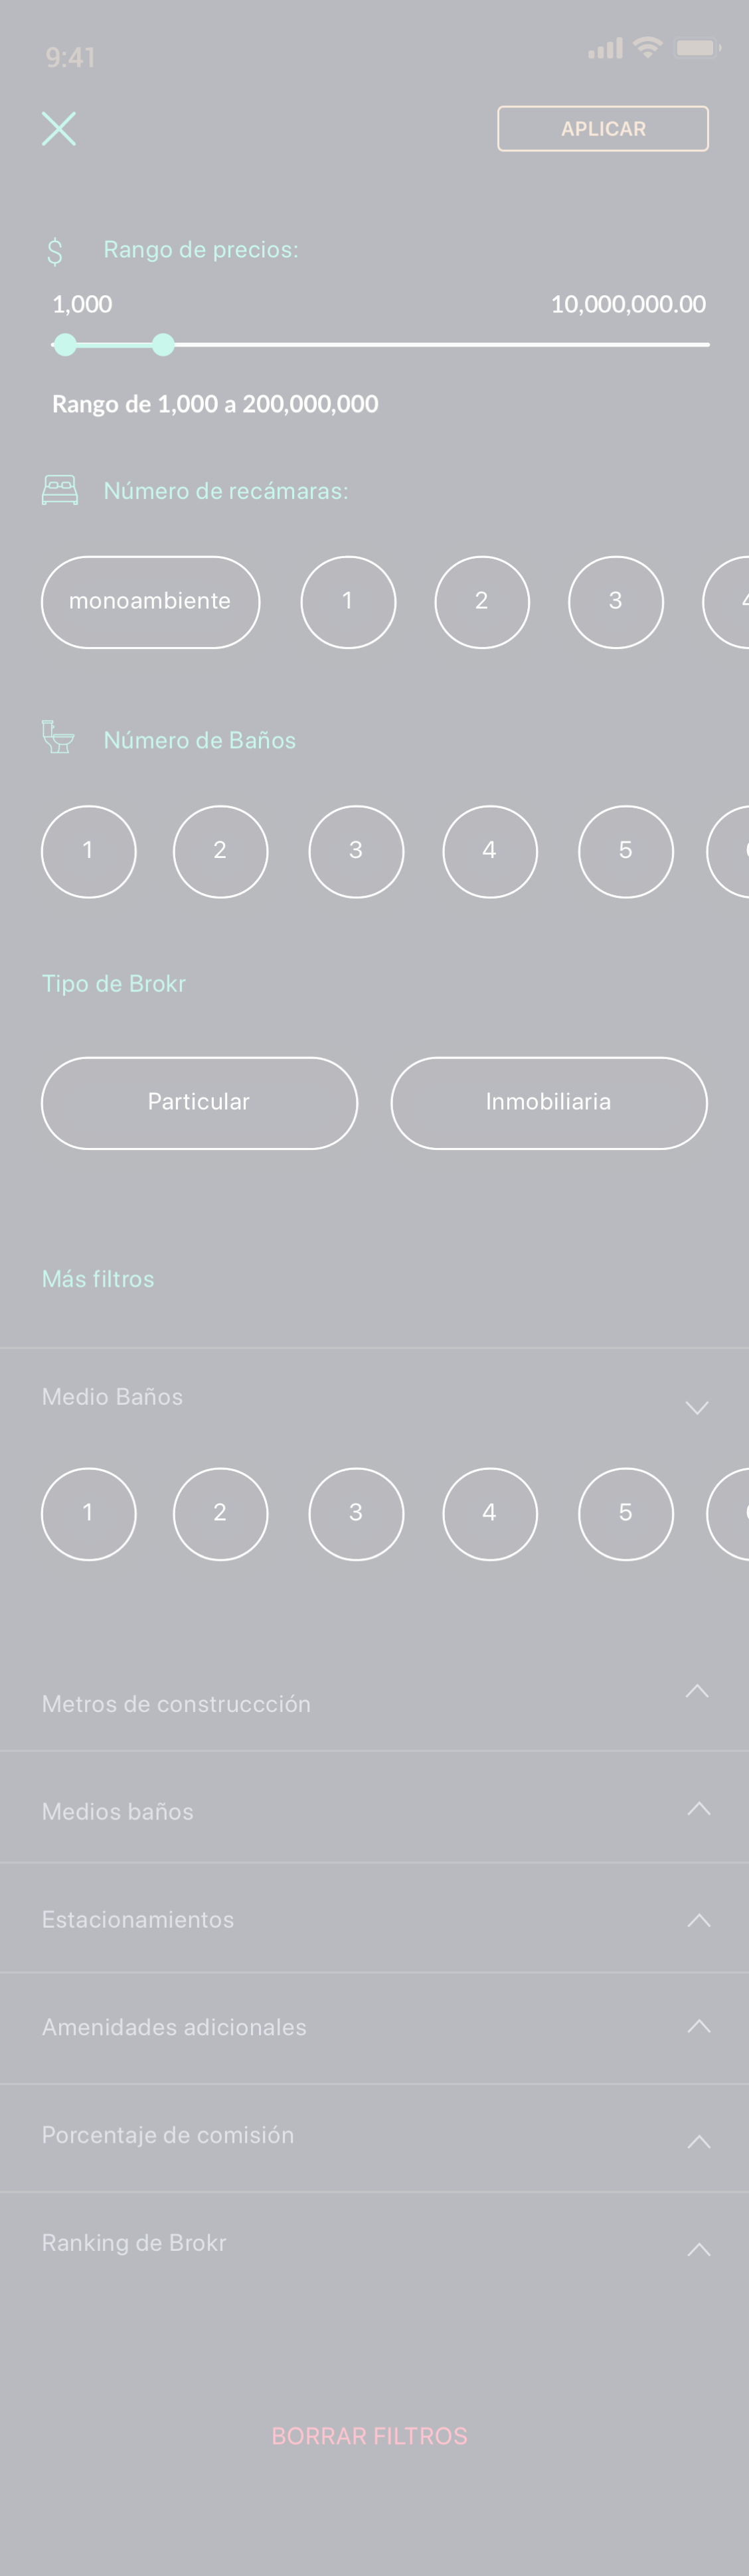 9:41
APLICAR
$ Rango de precios:
1,000 10,000,000.00
Rango de 1,000 a 200,000,000
Número de recámaras:
monoambiente 1 2 3 4
Número de Baños
1 2 3 4 5
Tipo de Brokr
Particular Inmobiliaria
Más filtros
Medio Baños
1 2 3 4 5
Metros de construccción
Medios baños
Estacionamientos
Amenidades adicionales
Porcentaje de comisión
Ranking de Brokr
BORRAR FILTROS